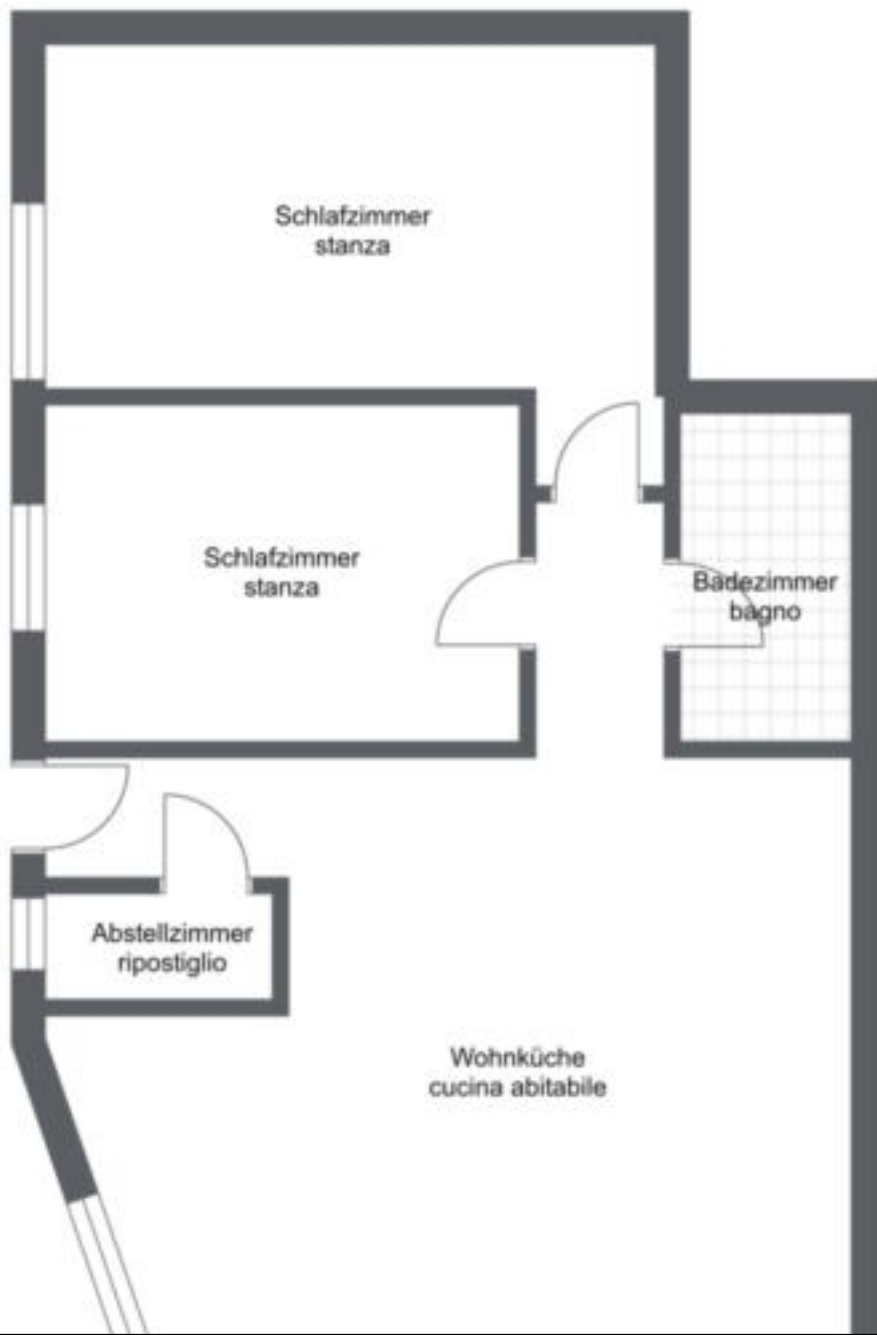 Schlafzimmer
stanza
Schlafzimmer
stanza
Badezimmer
bagno
Abstellzimmer
ripostiglio
Wohnküche
cucina abitabile